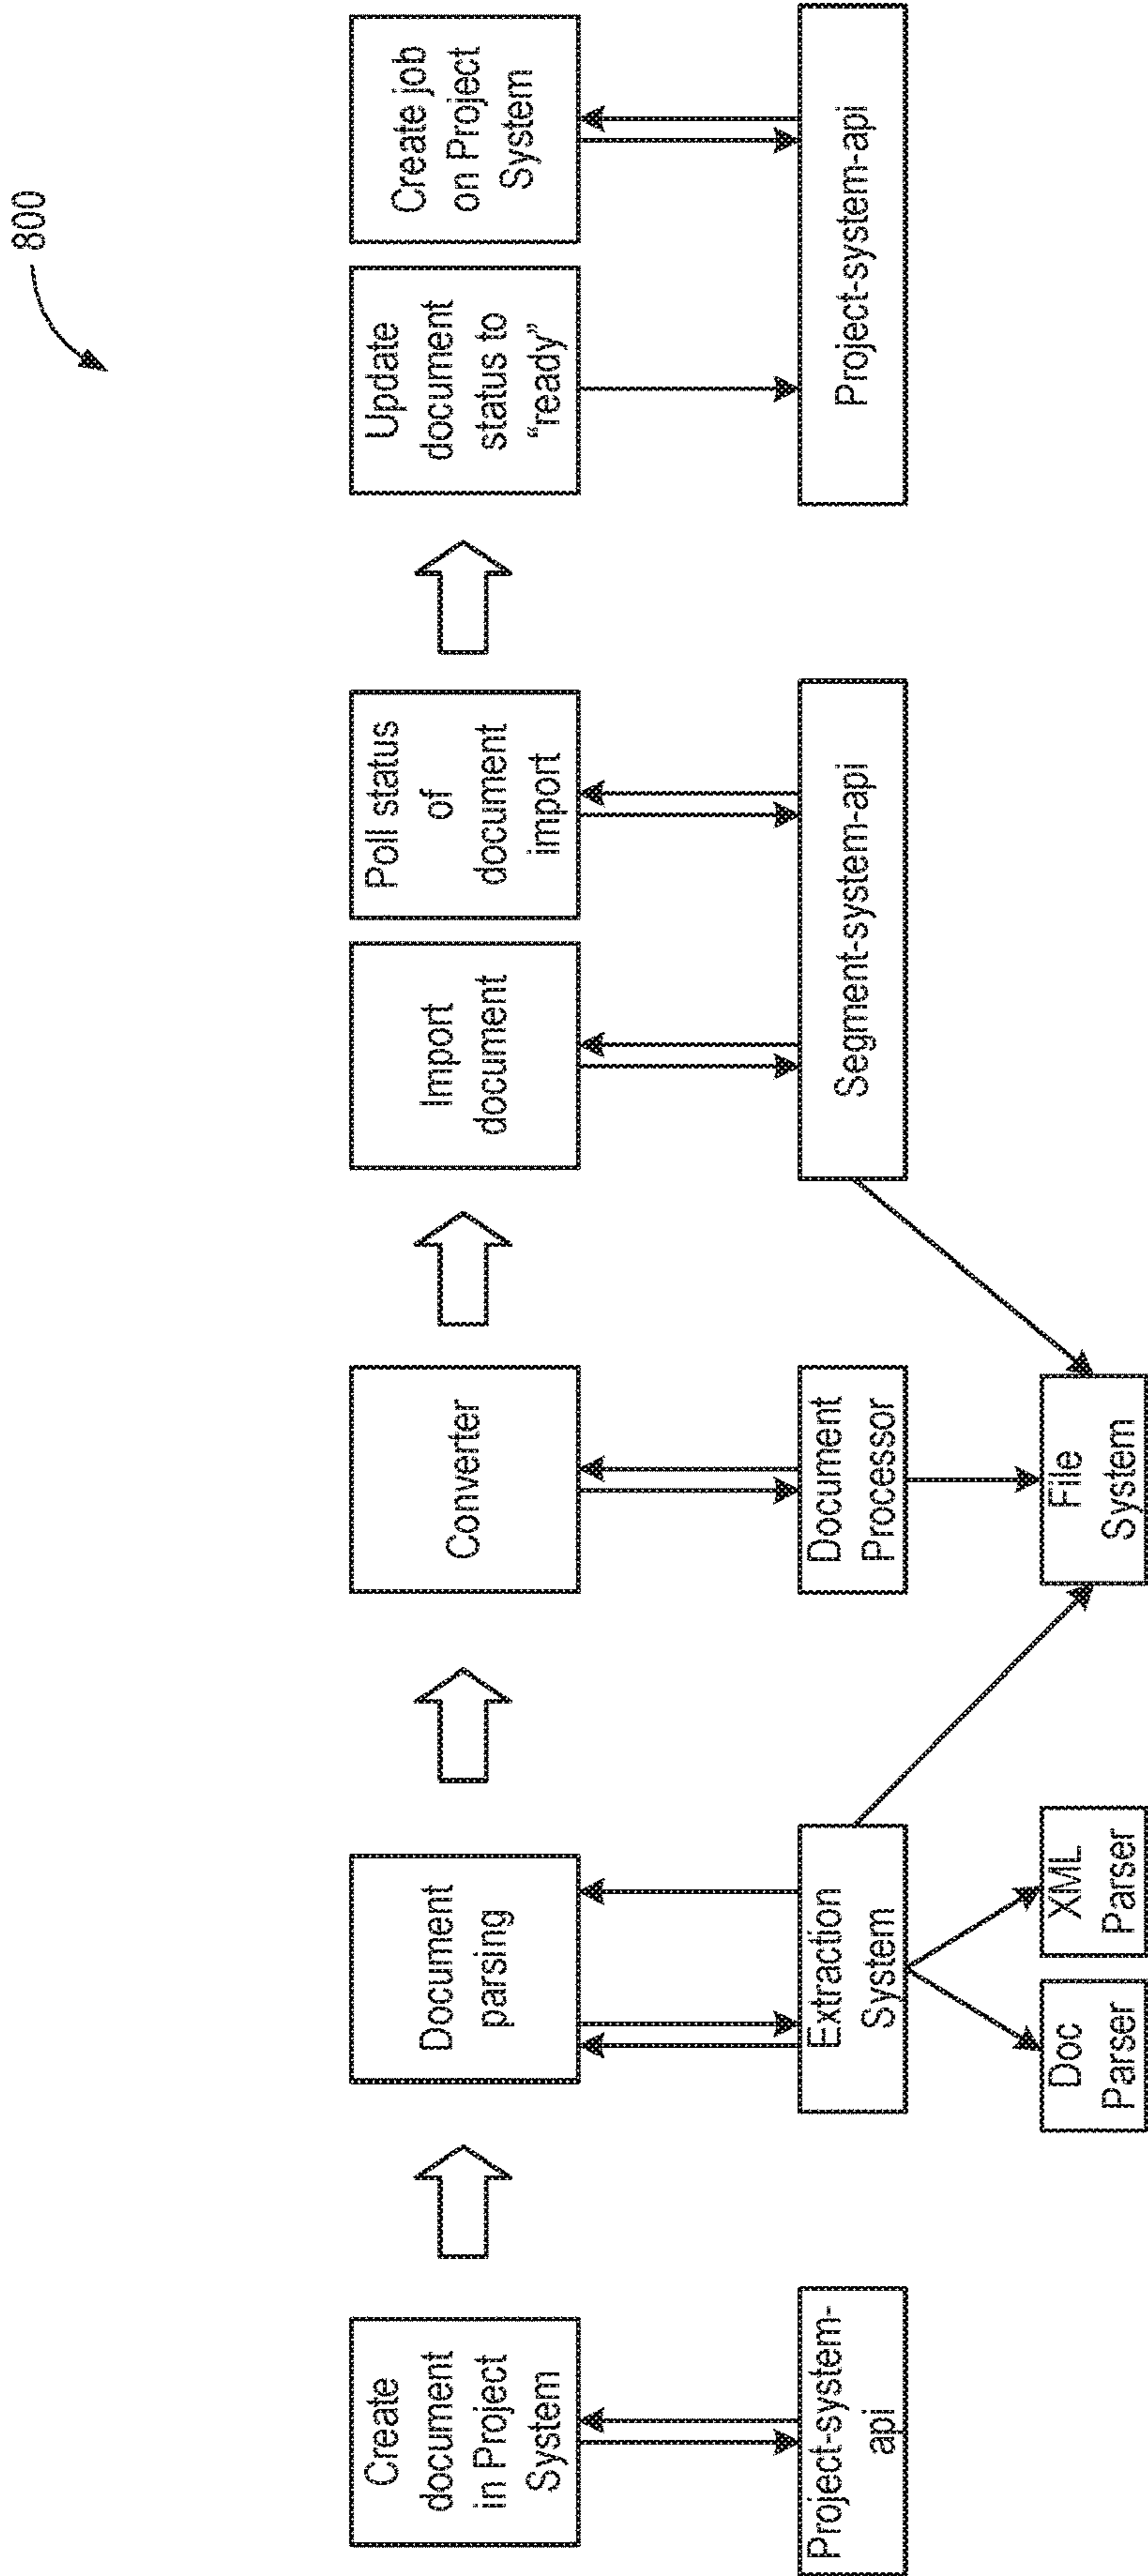 800
Create
document
in Project
System
Document
parsing
Converter
Import
document
Poll status
of
document
import
Update
document
status to
“ready”
Create job
on Project
System
Project-system-
api
Extraction
System
Document
Processor
Segment-system-api
Project-system-api
Doc
Parser
XML
Parser
File
System